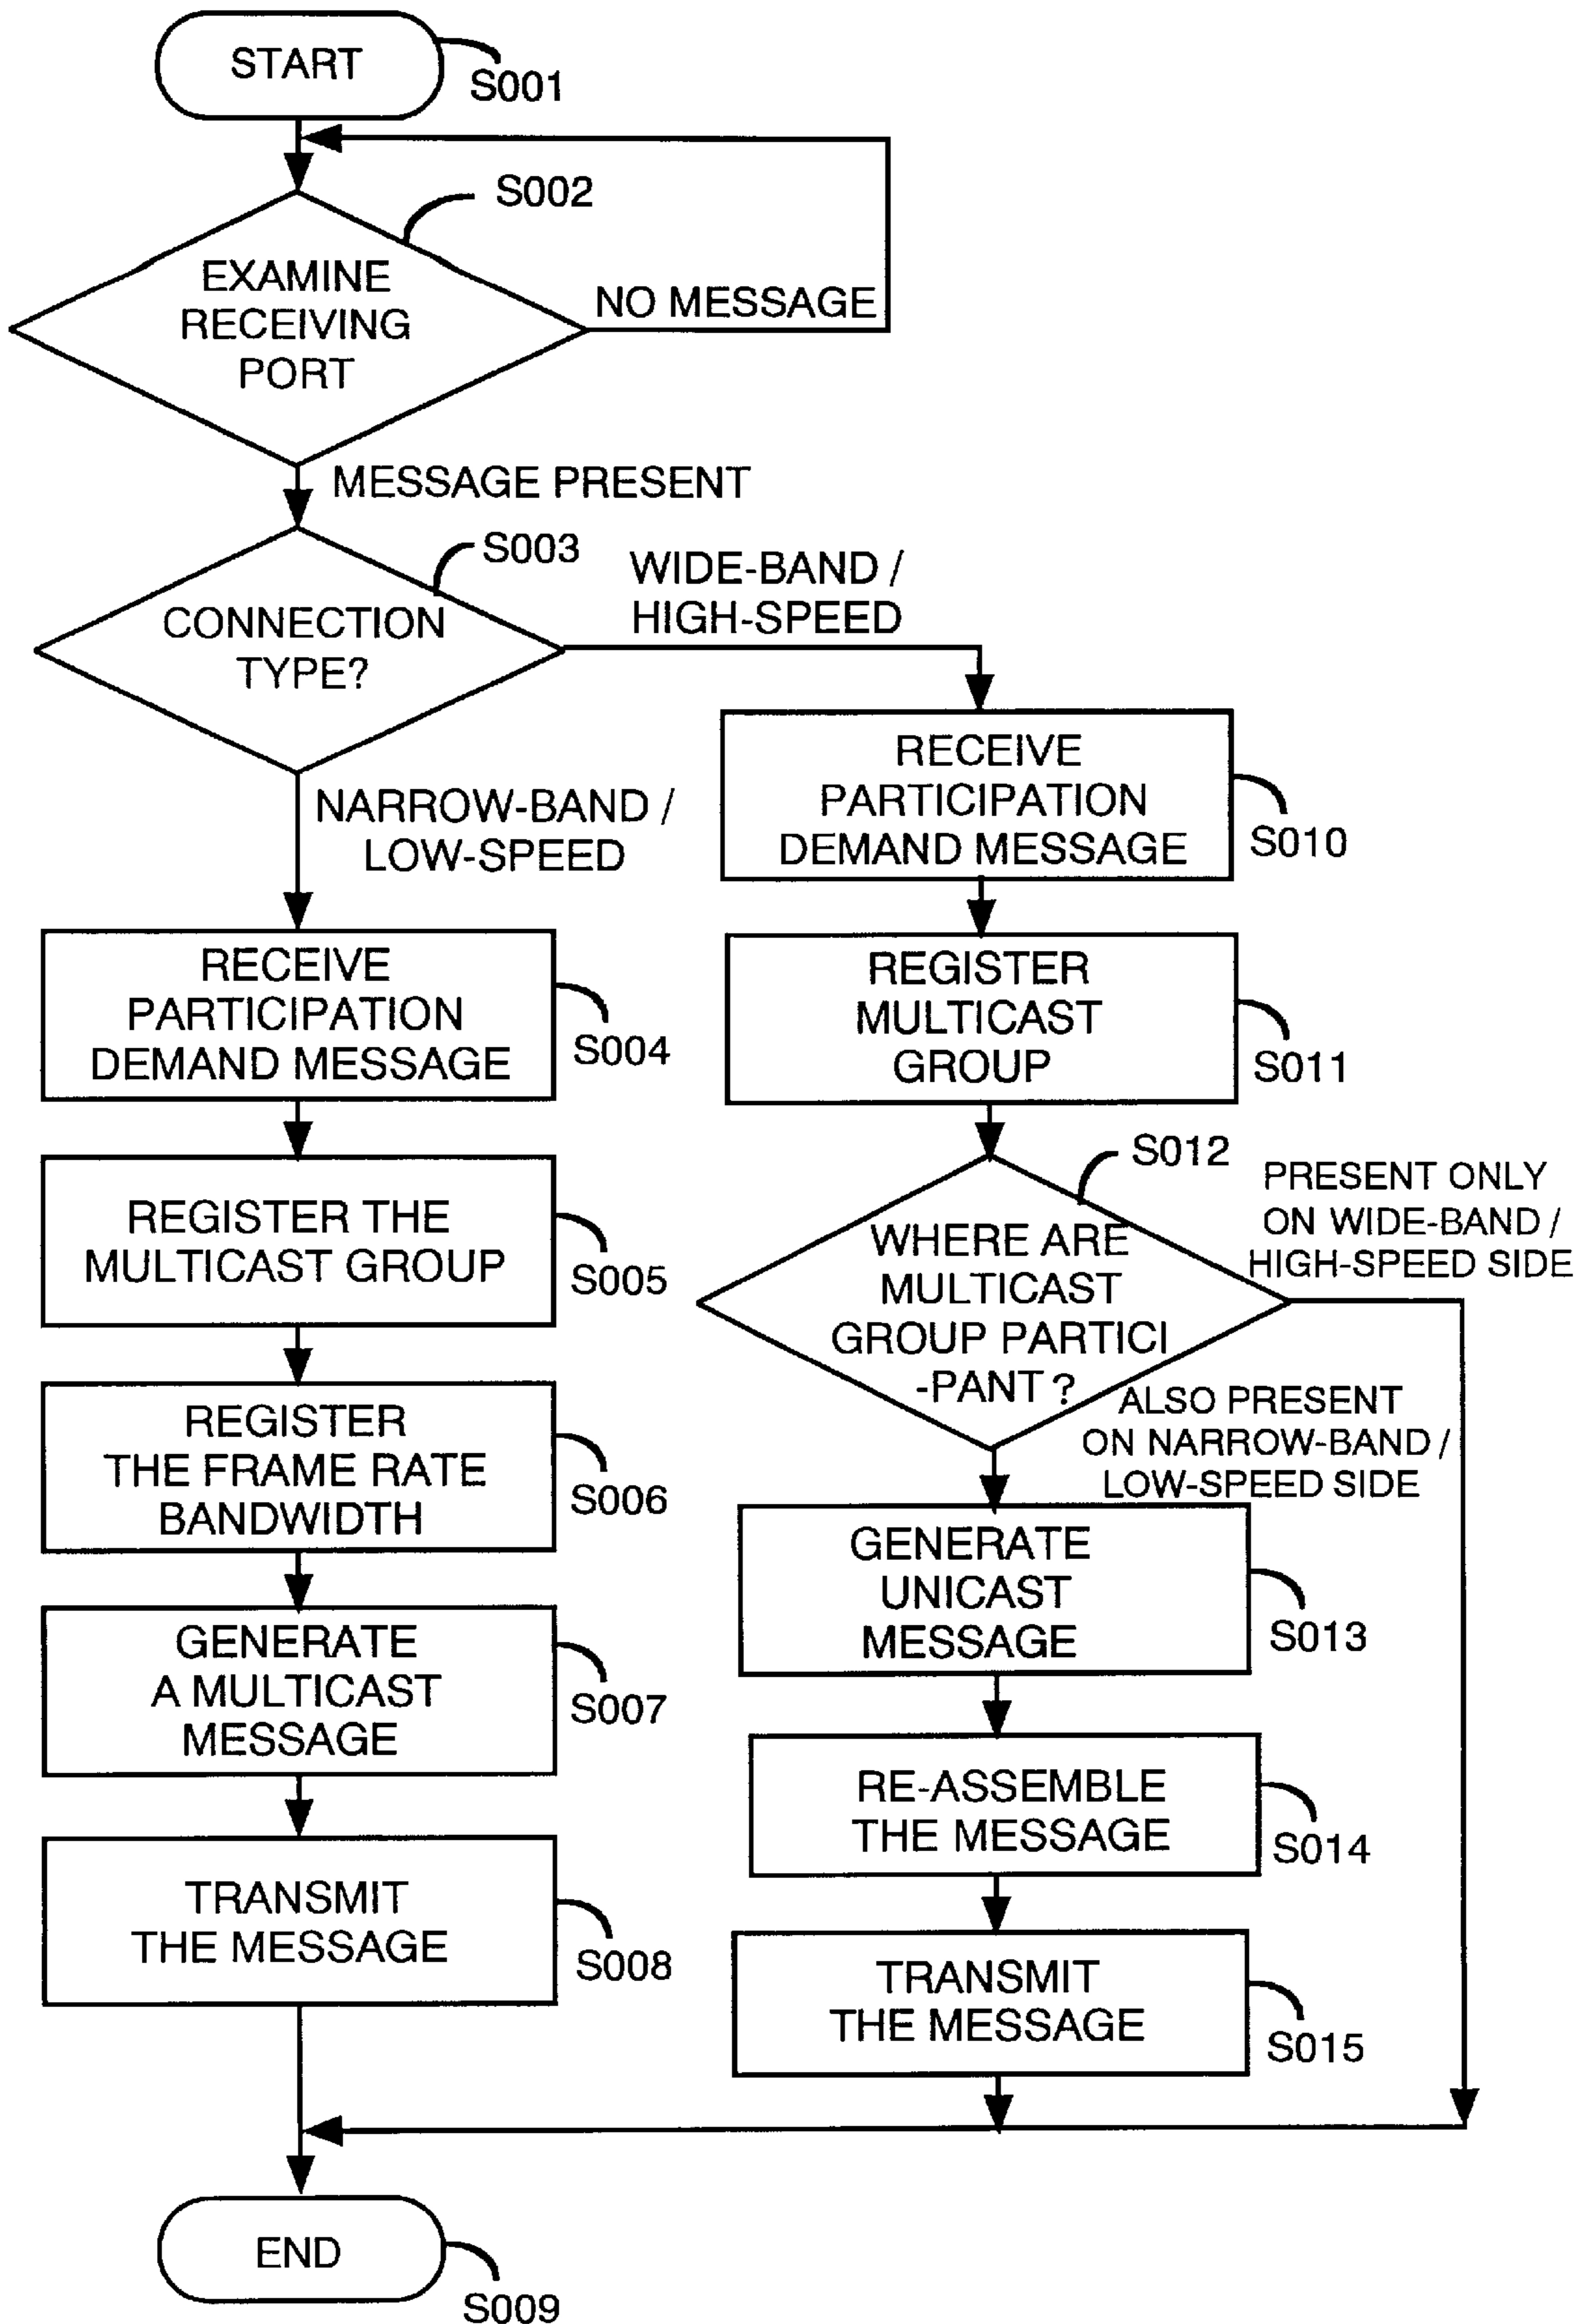 START
S001
S002
EXAMINE
RECEIVING
PORT
NO MESSAGE
MESSAGE PRESENT
S003
CONNECTION
TYPE?
WIDE-BAND /
HIGH-SPEED
NARROW-BAND /
LOW-SPEED
RECEIVE
PARTICIPATION
DEMAND MESSAGE
S004
REGISTER THE
MULTICAST GROUP
S005
REGISTER
THE FRAME RATE
BANDWIDTH
S006
GENERATE
A MULTICAST
MESSAGE
S007
TRANSMIT
THE MESSAGE
S008
RECEIVE
PARTICIPATION
DEMAND MESSAGE
S010
REGISTER
MULTICAST
GROUP
S011
S012
WHERE ARE
MULTICAST
GROUP PARTICI
-PANT ?
PRESENT ONLY
ON WIDE-BAND /
HIGH-SPEED SIDE
ALSO PRESENT
ON NARROW-BAND /
LOW-SPEED SIDE
GENERATE
UNICAST
MESSAGE
S013
RE-ASSEMBLE
THE MESSAGE
S014
TRANSMIT
THE MESSAGE
S015
END
S009